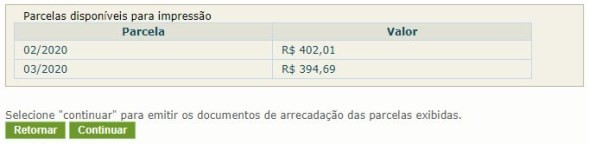 Parcelas disponíveis para impressão
Parcela Valor
02/2020 R$ 402,01
03/2020 R$ 394,69
Selecione "continuar" para emitir os documentos de arrecadação das parcelas exibidas.
Retornar Continuar